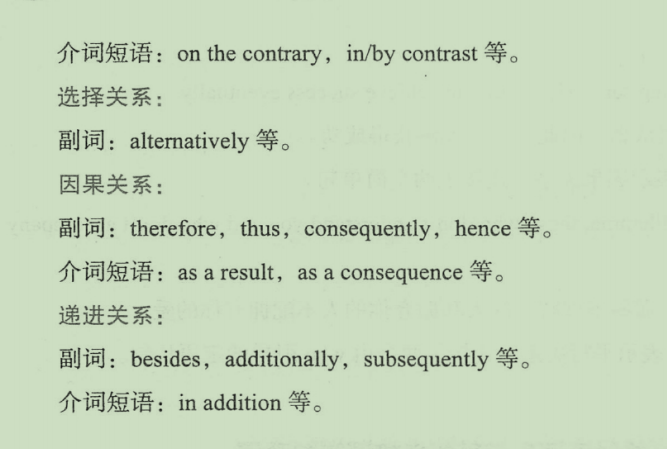 介词短语：on the contrary，in/by contrast 等。
选择关系：
副词：alternatively 等。
因果关系：
副词：therefore，thus，consequently，hence 等。
介词短语：as a result，as a consequence 等。
递进关系：
副词：besides，additonally，subsequently 等。
介词短语：in addition 等。